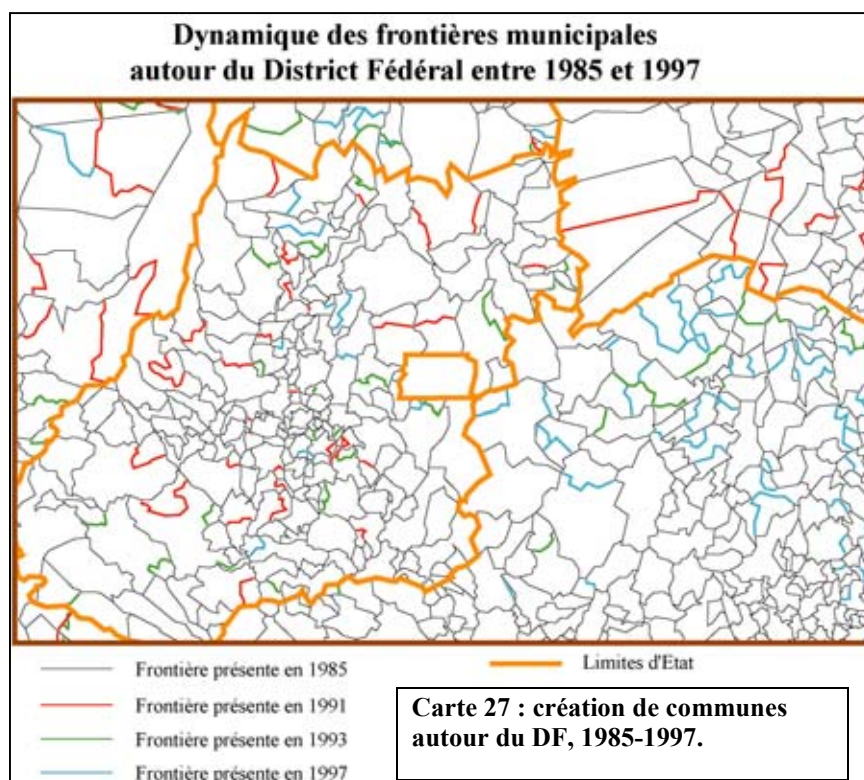 Dynamique des frontières municipales
autour du District Fédéral entre 1985 et 1997
Frontière présente en 1985
Frontière présente en 1991
Frontière présente en 1993
Frontière présente en 1997
Limites d'Etat
Carte 27 : création de communes
autour du DF, 1985-1997.